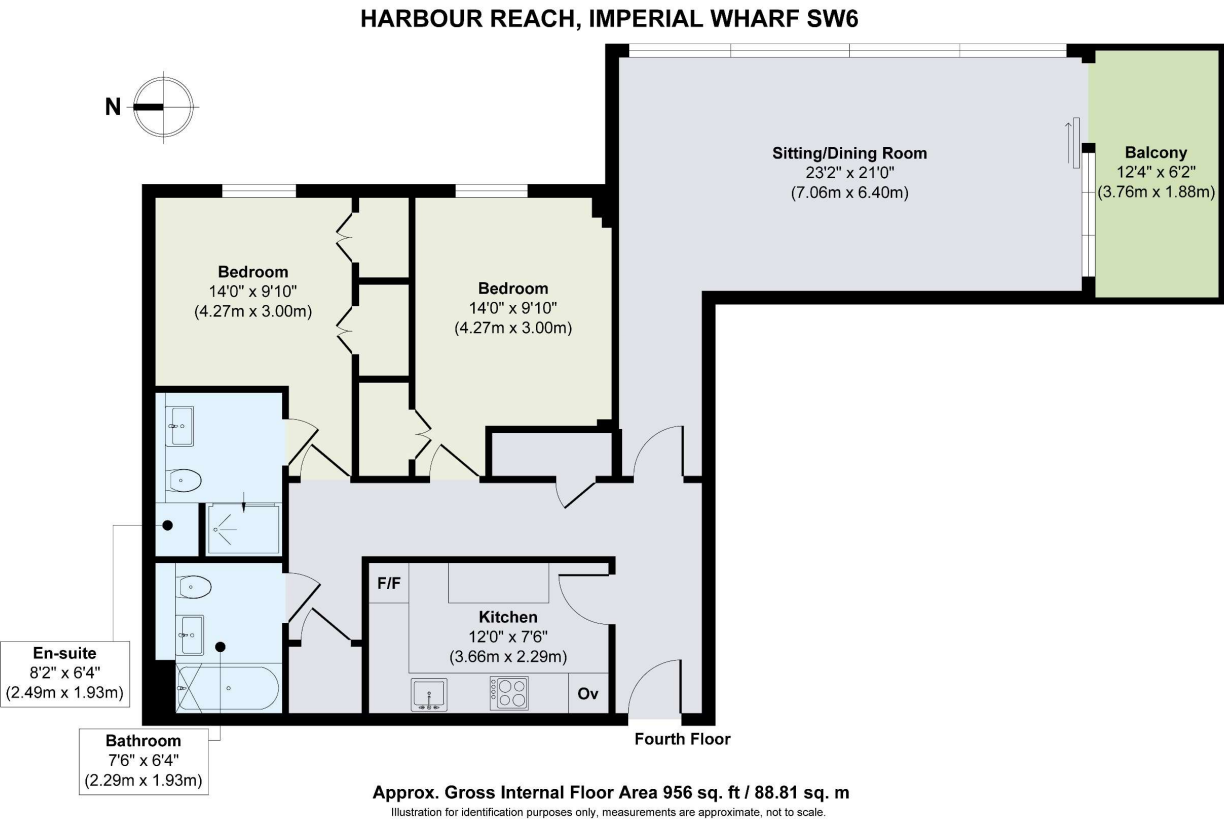 HARBOUR REACH, IMPERIAL WHARF SW6
N
Sitting/Dining Room
23'2" x 21'0"
(7.06m x 6.40m)
Balcony
12'4" x 6'2"
(3.76m x 1.88m)
Bedroom
14'0" x 9'10"
(4.27m x 3.00m)
Bedroom
14'0" x 9'10"
(4.27m x 3.00m)
F/F
Kitchen
12'0" x 7'6"
(3.66m x 2.29m)
Ov
En-suite
8'2" x 6'4"
(2.49m x 1.93m)
Bathroom
7'6" x 6'4"
(2.29m x 1.93m)
Fourth Floor
Approx. Gross Internal Floor Area 956 sq. ft / 88.81 sq. m
Illustration for identification purposes only, measurements are approximate, not to scale.